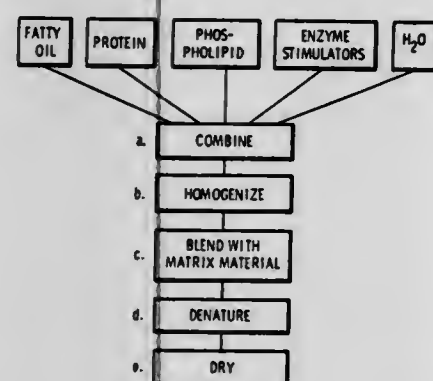 FATTY
OIL
PROTEIN
PHOS-
PHOLIPID
ENZYME
STIMULATORS
H₂O
a. COMBINE
b. HOMOGENIZE
c. BLEND WITH
MATRIX MATERIAL
d. DENATURE
e. DRY